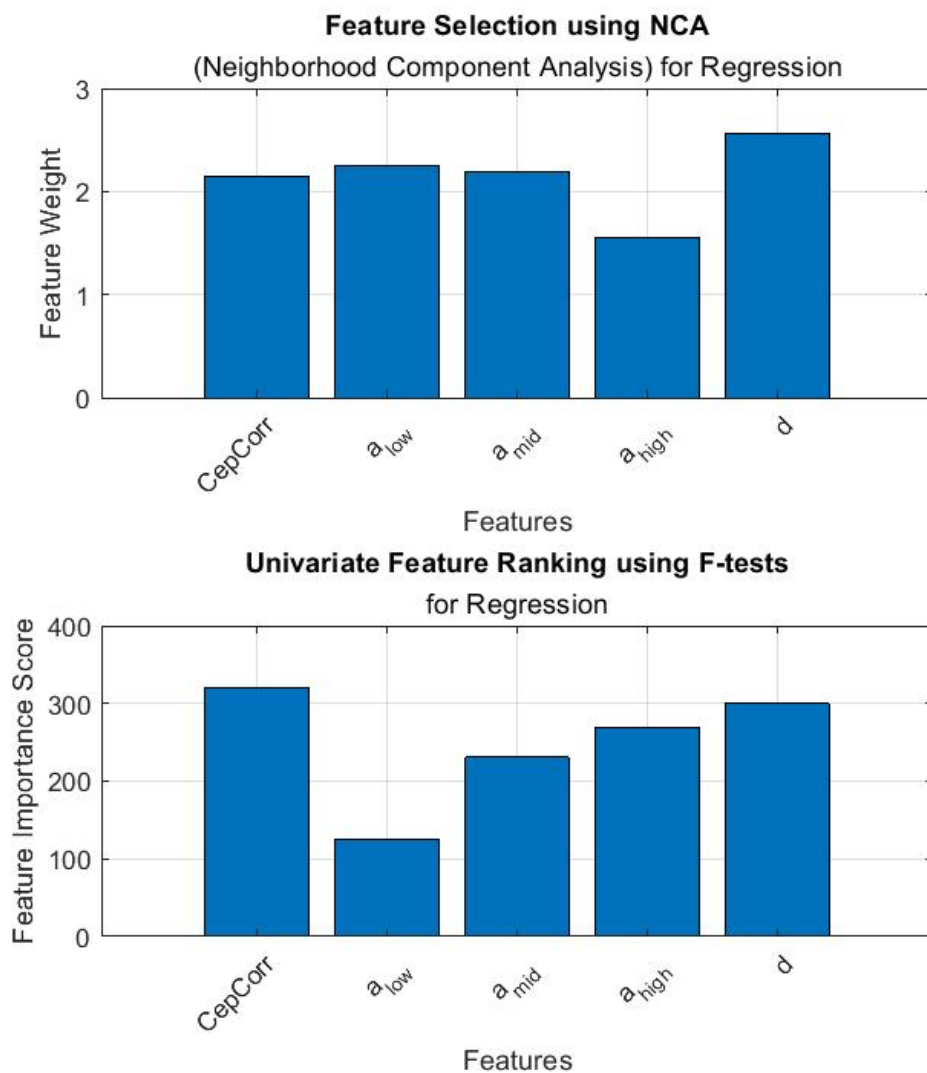 Feature Selection using NCA
(Neighborhood Component Analysis) for Regression
3
2
1
0
Feature Weight
CepCorr
a_low
a_mid
a_high
d
Features
Univariate Feature Ranking using F-tests
for Regression
400
300
200
100
0
Feature Importance Score
CepCorr
a_low
a_mid
a_high
d
Features